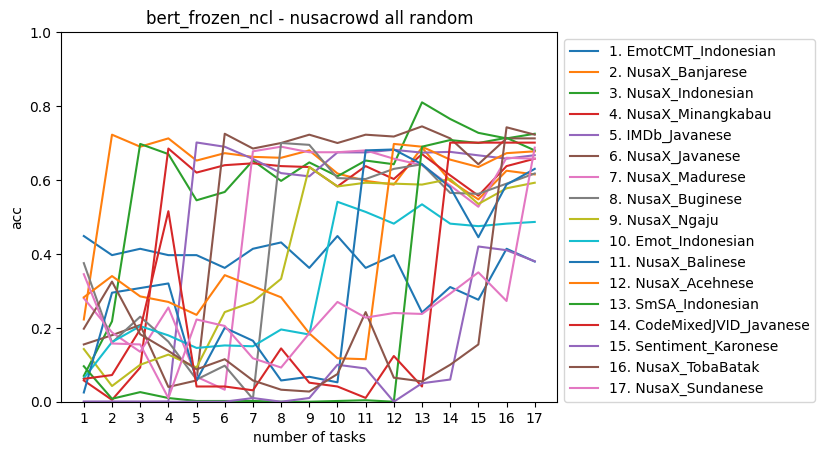 bert_frozen_ncl - nusacrowd all random
1.0
0.8
0.6
0.4
0.2
0.0
acc
1 2 3 4 5 6 7 8 9 10 11 12 13 14 15 16 17
number of tasks
1. EmotCMT_Indonesian
2. NusaX_Banjarese
3. NusaX_Indonesian
4. NusaX_Minangkabau
5. IMDb_Javanese
6. NusaX_Javanese
7. NusaX_Madurese
8. NusaX_Buginese
9. NusaX_Ngaju
10. Emot_Indonesian
11. NusaX_Balinese
12. NusaX_Acehnese
13. SmSA_Indonesian
14. CodeMixedJVID_Javanese
15. Sentiment_Karonese
16. NusaX_TobaBatak
17. NusaX_Sundanese